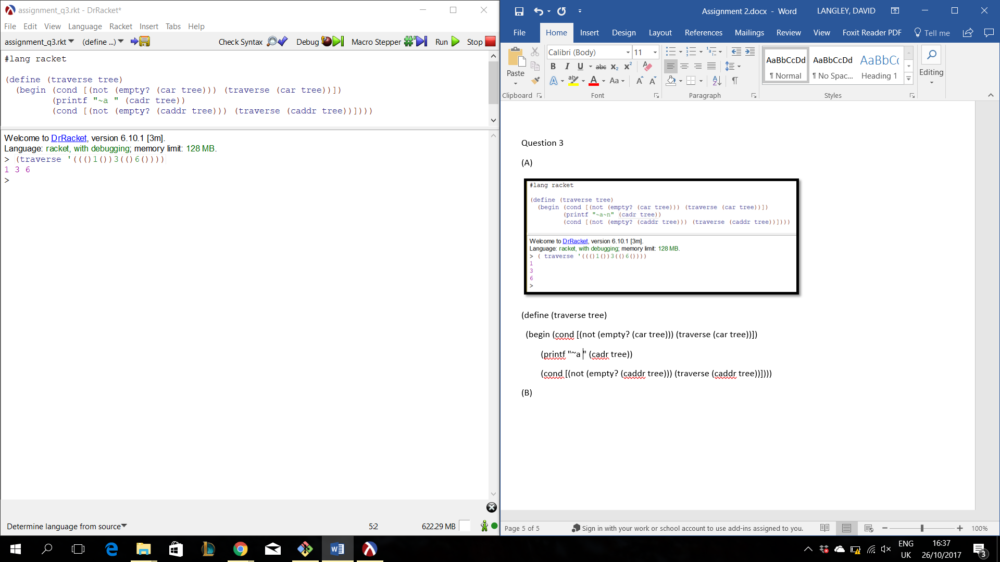 assignment_q3.rkt - DrRacket*
File Edit View Language Racket Insert Tabs Help
assignment_q3.rkt (define ...) Check Syntax Debug Macro Stepper Run Stop
#lang racket
(define (traverse tree)
(begin (cond [(not (empty? (car tree))) (traverse (car tree))])
(printf "~a " (cadr tree))
(cond [(not (empty? (caddr tree))) (traverse (caddr tree))])))
Welcome to DrRacket, version 6.10.1 [3m].
Language: racket, with debugging; memory limit: 128 MB.
> (traverse '((()1())3(()6())))
1 3 6
>
Determine language from source 5:2 622.29 MB
Assignment 2.docx - Word LANGLEY, DAVID
File Home Insert Design Layout References Mailings Review View Foxit Reader PDF Tell me
Paste Calibri (Body) 11 AaBbCcDd AaBbCcDd AaBbCc Editing
B I U abc x₂ x² ¶ Normal ¶ No Spac... Heading 1
Clipboard Font Paragraph Styles
Question 3
(A)
#lang racket
(define (traverse tree)
(begin (cond [(not (empty? (car tree))) (traverse (car tree))])
(printf "~a~n" (cadr tree))
(cond [(not (empty? (caddr tree))) (traverse (caddr tree))])))
Welcome to DrRacket, version 6.10.1 [3m].
Language: racket, with debugging; memory limit: 128 MB.
> ( traverse '((()1())3(()6())))
1
3
6
>
(define (traverse tree)
(begin (cond [(not (empty? (car tree))) (traverse (car tree))])
(printf "~a " (cadr tree))
(cond [(not (empty? (caddr tree))) (traverse (caddr tree))])))
(B)
Page 5 of 5 Sign in with your work or school account to use add-ins assigned to you. 100%
ENG 16:37
UK 26/10/2017 3